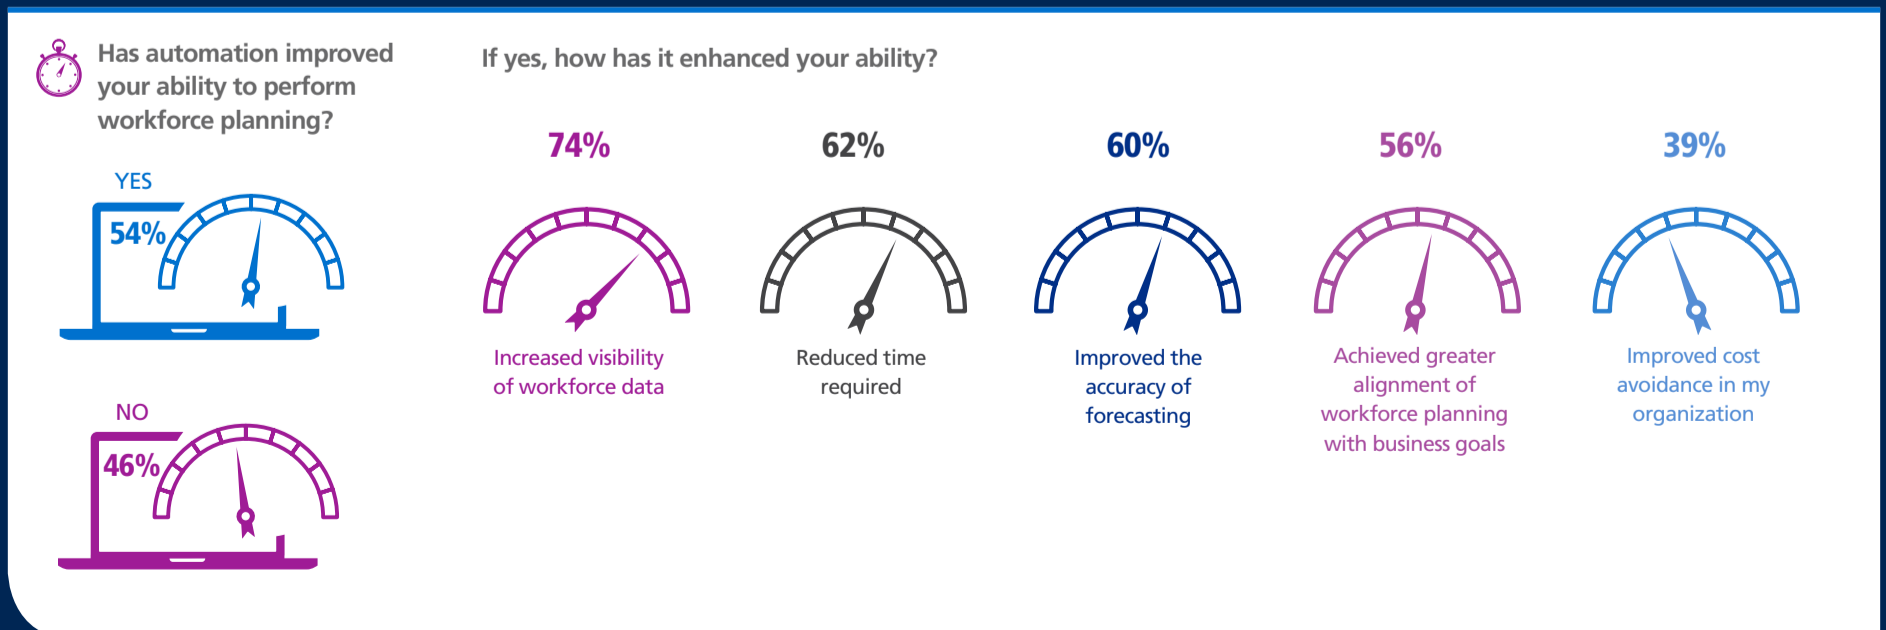 Has automation improved
your ability to perform
workforce planning?
YES
54%
NO
46%
If yes, how has it enhanced your ability?
74%
Increased visibility
of workforce data
62%
Reduced time
required
60%
Improved the
accuracy of
forecasting
56%
Achieved greater
alignment of
workforce planning
with business goals
39%
Improved cost
avoidance in my
organization